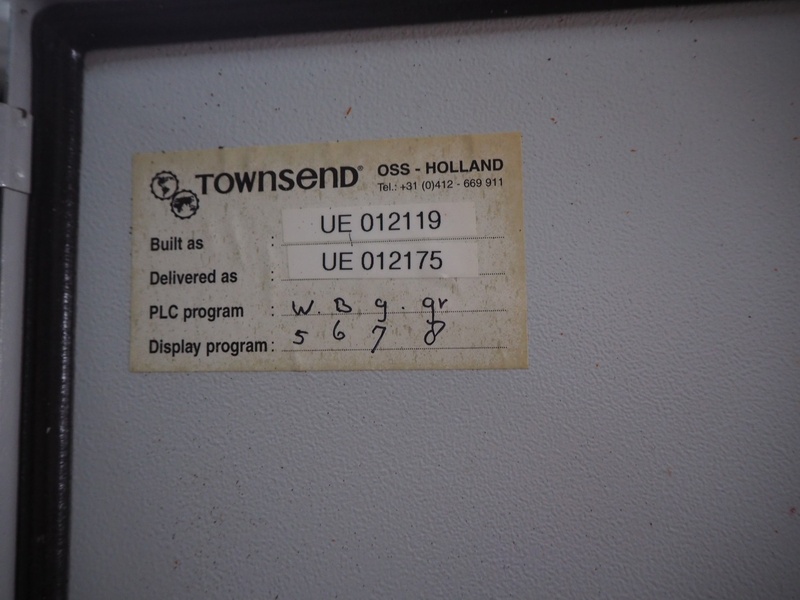 TOWNSEND® OSS - HOLLAND
Tel.: +31 (0)412 - 669 911
Built as : UE 012119
Delivered as : UE 012175
PLC program : W. B g. gr
Display program : 5 6 7 8